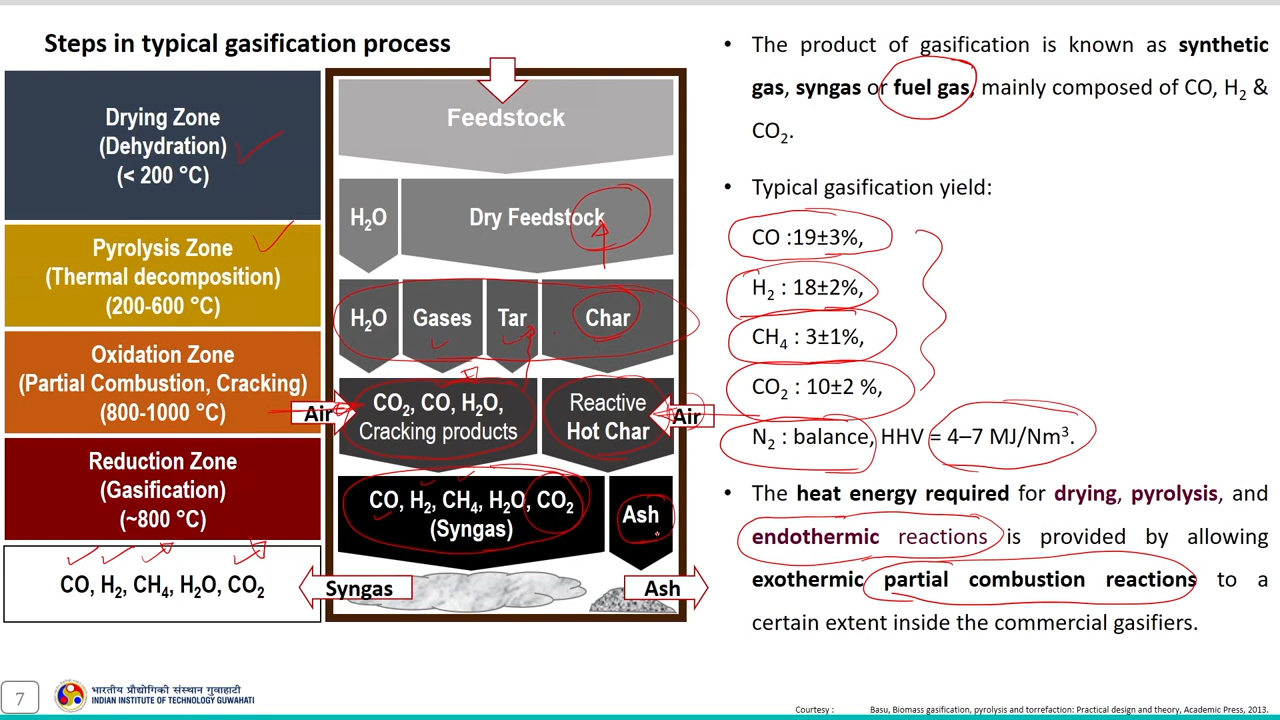 Steps in typical gasification process
Drying Zone
(Dehydration)
(< 200 °C)
Pyrolysis Zone
(Thermal decomposition)
(200-600 °C)
Oxidation Zone
(Partial Combustion, Cracking)
(800-1000 °C)
Reduction Zone
(Gasification)
(~800 °C)
CO, H₂, CH₄, H₂O, CO₂
Feedstock
H₂O
Dry Feedstock
H₂O
Gases
Tar
Char
Air
CO₂, CO, H₂O,
Cracking products
Reactive
Hot Char
Air
CO, H₂, CH₄, H₂O, CO₂
(Syngas)
Ash
Syngas
Ash
• The product of gasification is known as synthetic
gas, syngas or fuel gas, mainly composed of CO, H₂ &
CO₂.
• Typical gasification yield:
CO :19±3%,
H₂ : 18±2%,
CH₄ : 3±1%,
CO₂ : 10±2 %,
N₂ : balance, HHV = 4–7 MJ/Nm³.
• The heat energy required for drying, pyrolysis, and
endothermic reactions is provided by allowing
exothermic partial combustion reactions to a
certain extent inside the commercial gasifiers.
7
भारतीय प्रौद्योगिकी संस्थान गुवाहाटी
INDIAN INSTITUTE OF TECHNOLOGY GUWAHATI
Courtesy : Basu, Biomass gasification, pyrolysis and torrefaction: Practical design and theory, Academic Press, 2013.